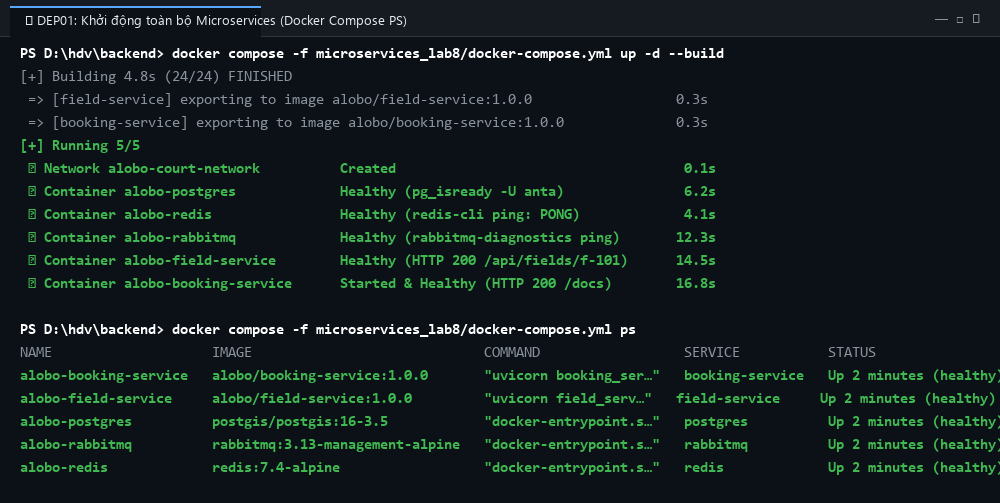 DEP01: Khởi động toàn bộ Microservices (Docker Compose PS)
PS D:\hdv\backend> docker compose -f microservices_lab8/docker-compose.yml up -d --build
[+] Building 4.8s (24/24) FINISHED
=> [field-service] exporting to image alobo/field-service:1.0.0 0.3s
=> [booking-service] exporting to image alobo/booking-service:1.0.0 0.3s
[+] Running 5/5
Network alobo-court-network Created 0.1s
Container alobo-postgres Healthy (pg_isready -U anta) 6.2s
Container alobo-redis Healthy (redis-cli ping: PONG) 4.1s
Container alobo-rabbitmq Healthy (rabbitmq-diagnostics ping) 12.3s
Container alobo-field-service Healthy (HTTP 200 /api/fields/f-101) 14.5s
Container alobo-booking-service Started & Healthy (HTTP 200 /docs) 16.8s
PS D:\hdv\backend> docker compose -f microservices_lab8/docker-compose.yml ps
NAME IMAGE COMMAND SERVICE STATUS
alobo-booking-service alobo/booking-service:1.0.0 "uvicorn booking_ser…" booking-service Up 2 minutes (healthy)
alobo-field-service alobo/field-service:1.0.0 "uvicorn field_serv…" field-service Up 2 minutes (healthy)
alobo-postgres postgis/postgis:16-3.5 "docker-entrypoint.s…" postgres Up 2 minutes (healthy)
alobo-rabbitmq rabbitmq:3.13-management-alpine "docker-entrypoint.s…" rabbitmq Up 2 minutes (healthy)
alobo-redis redis:7.4-alpine "docker-entrypoint.s…" redis Up 2 minutes (healthy)